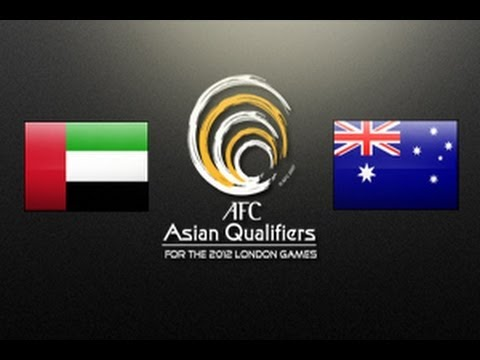 AFC
Asian Qualifiers
FOR THE 2012 LONDON GAMES